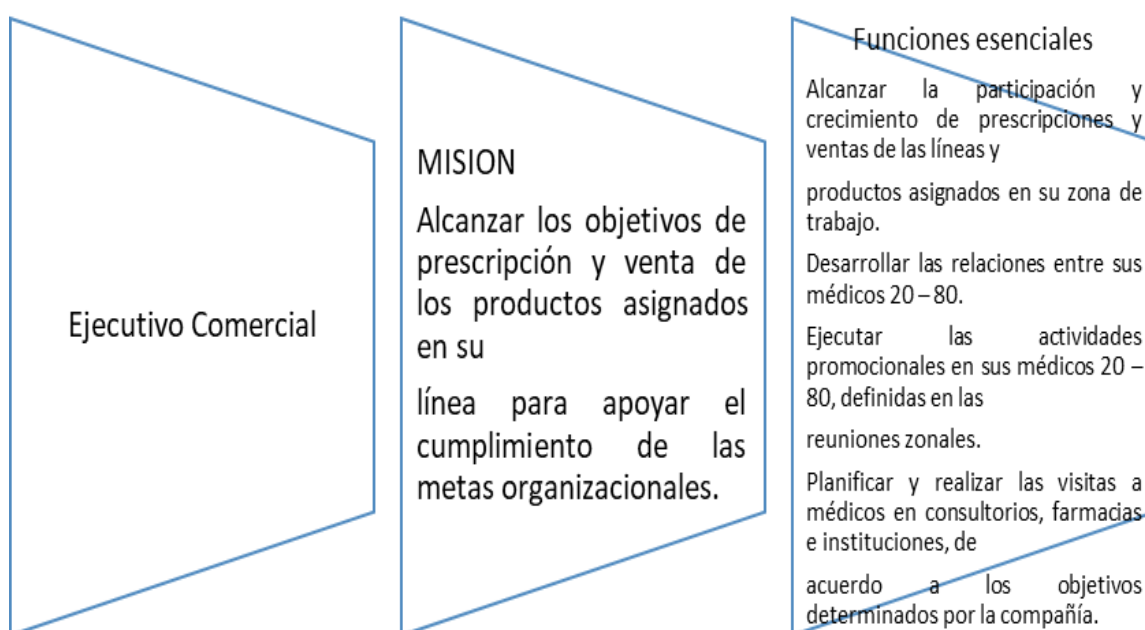 Ejecutivo Comercial
MISION
Alcanzar los objetivos de
prescripción y venta de
los productos asignados
en su
línea para apoyar el
cumplimiento de las
metas organizacionales.
Funciones esenciales
Alcanzar la participación y
crecimiento de prescripciones y
ventas de las líneas y
productos asignados en su zona de
trabajo.
Desarrollar las relaciones entre sus
médicos 20 – 80.
Ejecutar las actividades
promocionales en sus médicos 20 –
80, definidas en las
reuniones zonales.
Planificar y realizar las visitas a
médicos en consultorios, farmacias
e instituciones, de
acuerdo a los objetivos
determinados por la compañía.